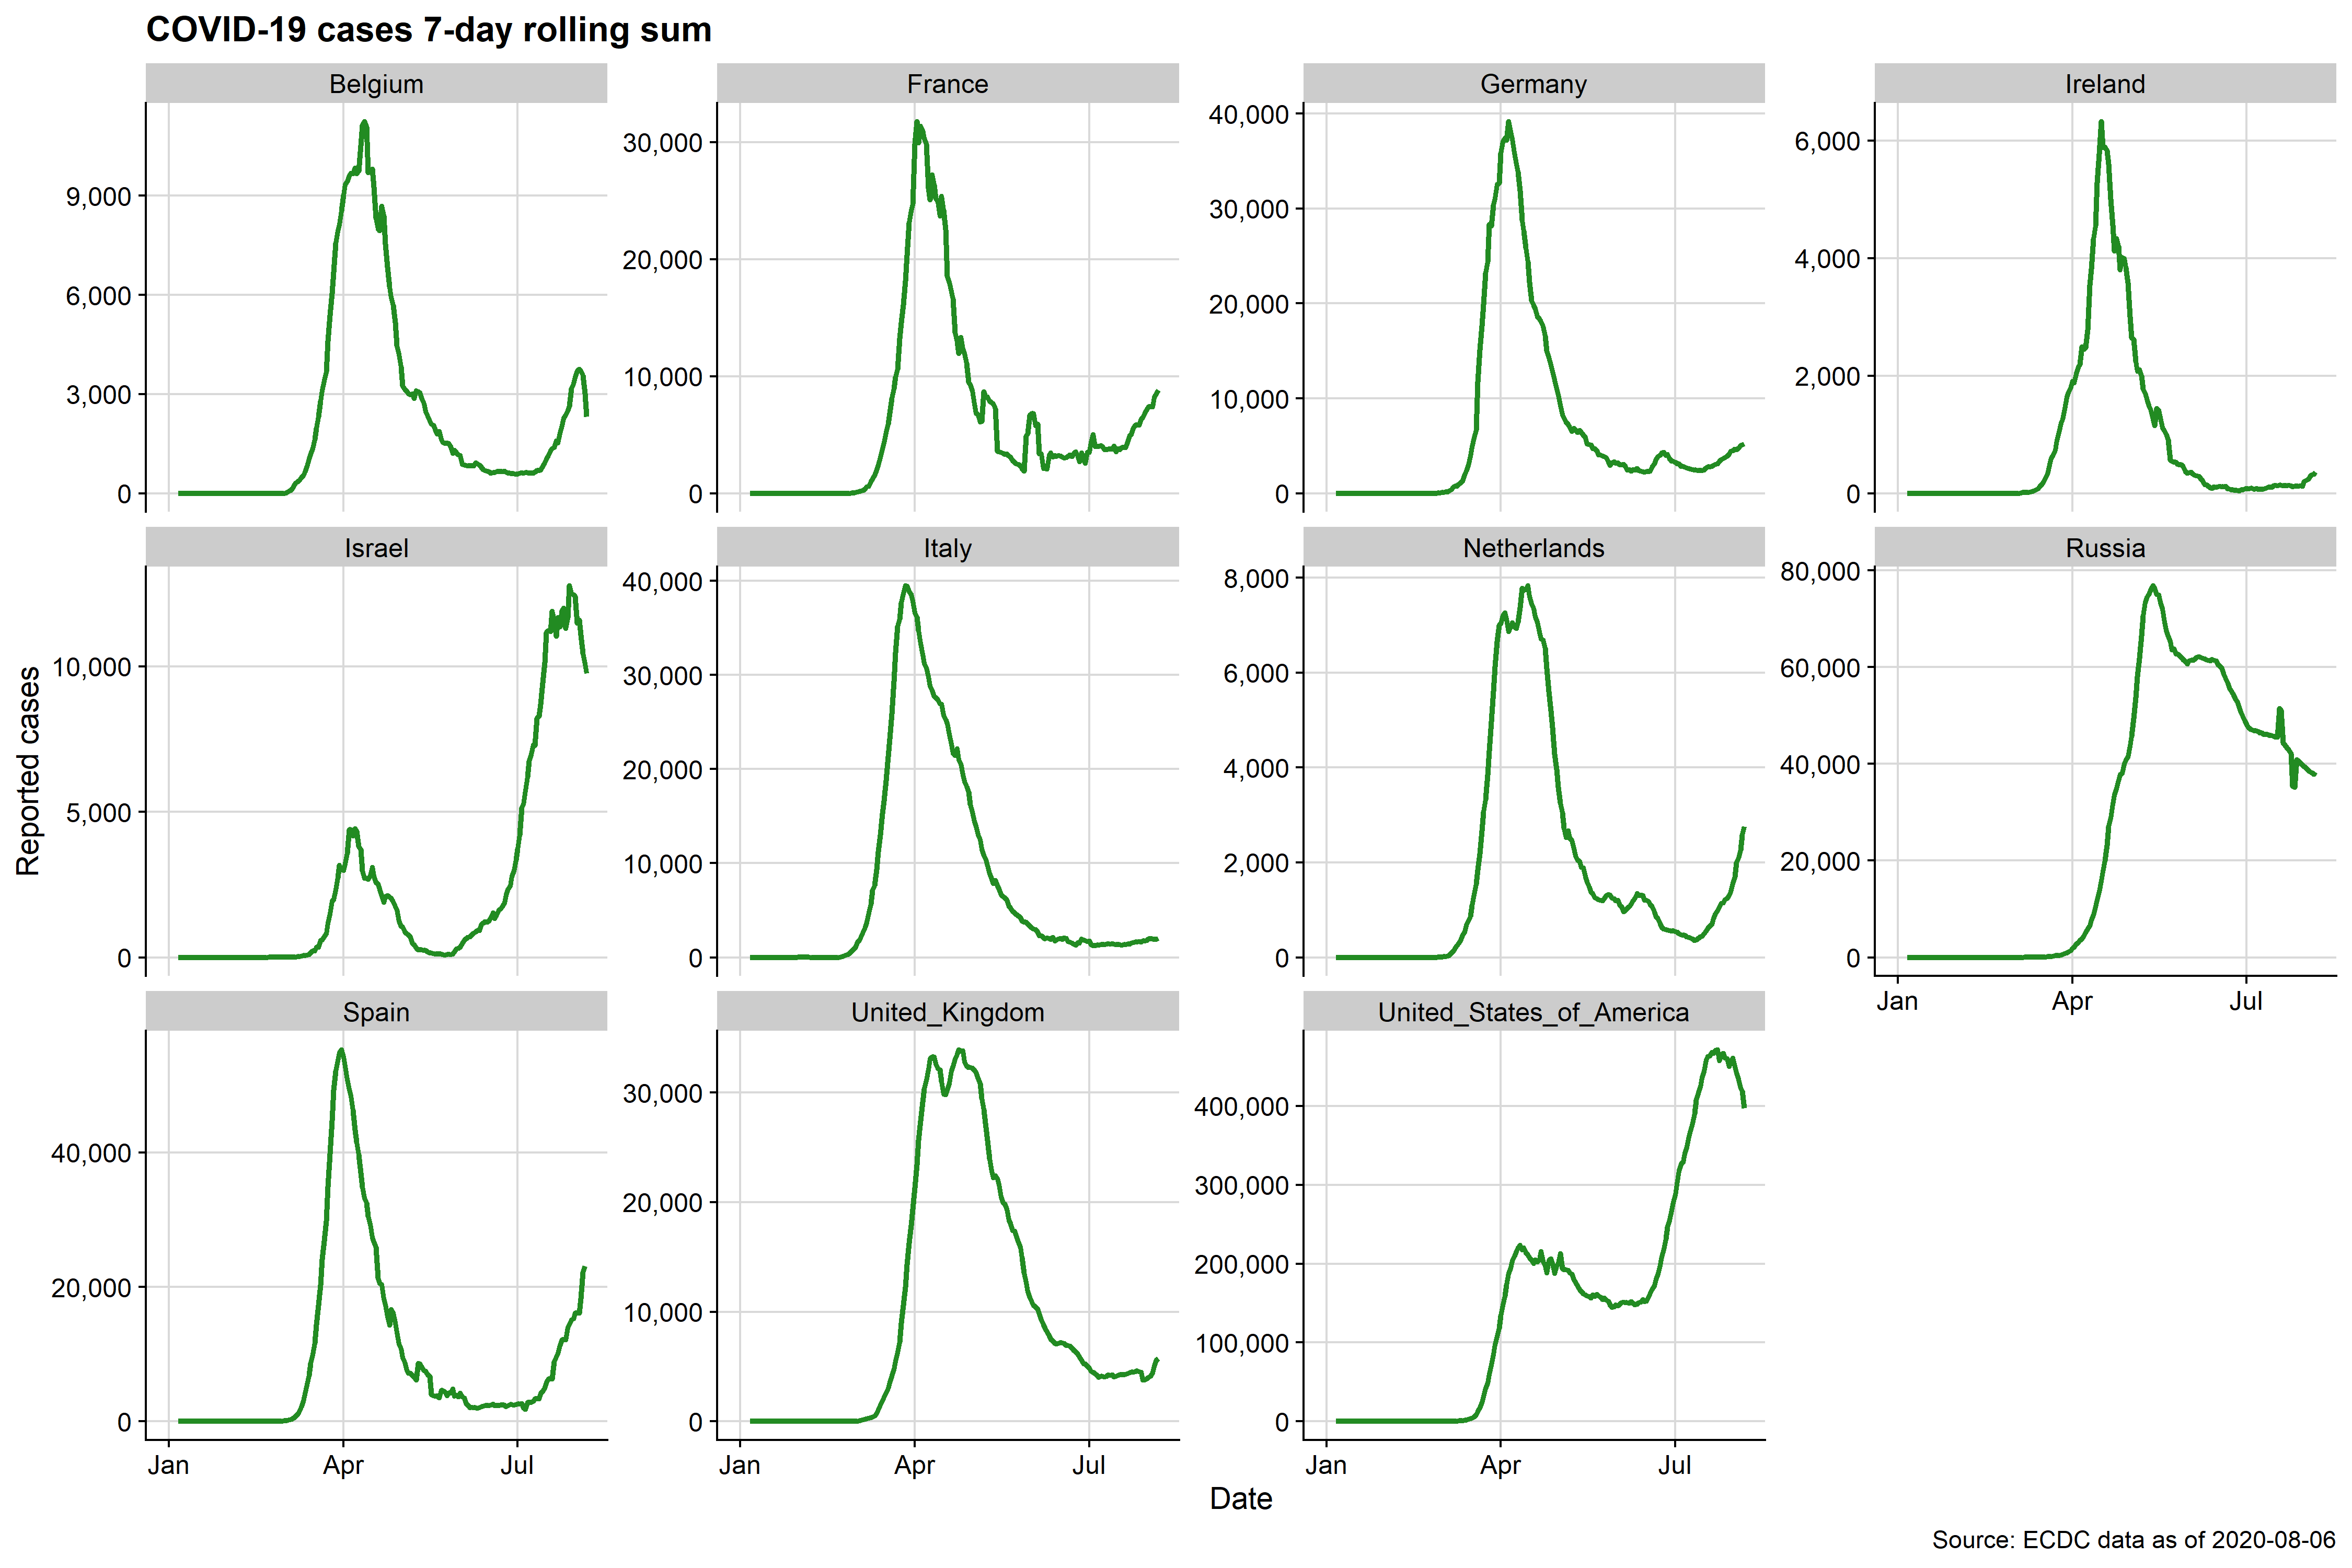 COVID-19 cases 7-day rolling sum
Belgium
France
Germany
Ireland
9,000
6,000
3,000
0
30,000
20,000
10,000
0
40,000
30,000
20,000
10,000
0
6,000
4,000
2,000
0
Israel
Italy
Netherlands
Russia
10,000
5,000
0
40,000
30,000
20,000
10,000
0
8,000
6,000
4,000
2,000
0
80,000
60,000
40,000
20,000
0
Jan Apr Jul
Reported cases
Spain
United_Kingdom
United_States_of_America
40,000
20,000
0
30,000
20,000
10,000
0
400,000
300,000
200,000
100,000
0
Jan Apr Jul
Jan Apr Jul
Jan Apr Jul
Date
Source: ECDC data as of 2020-08-06